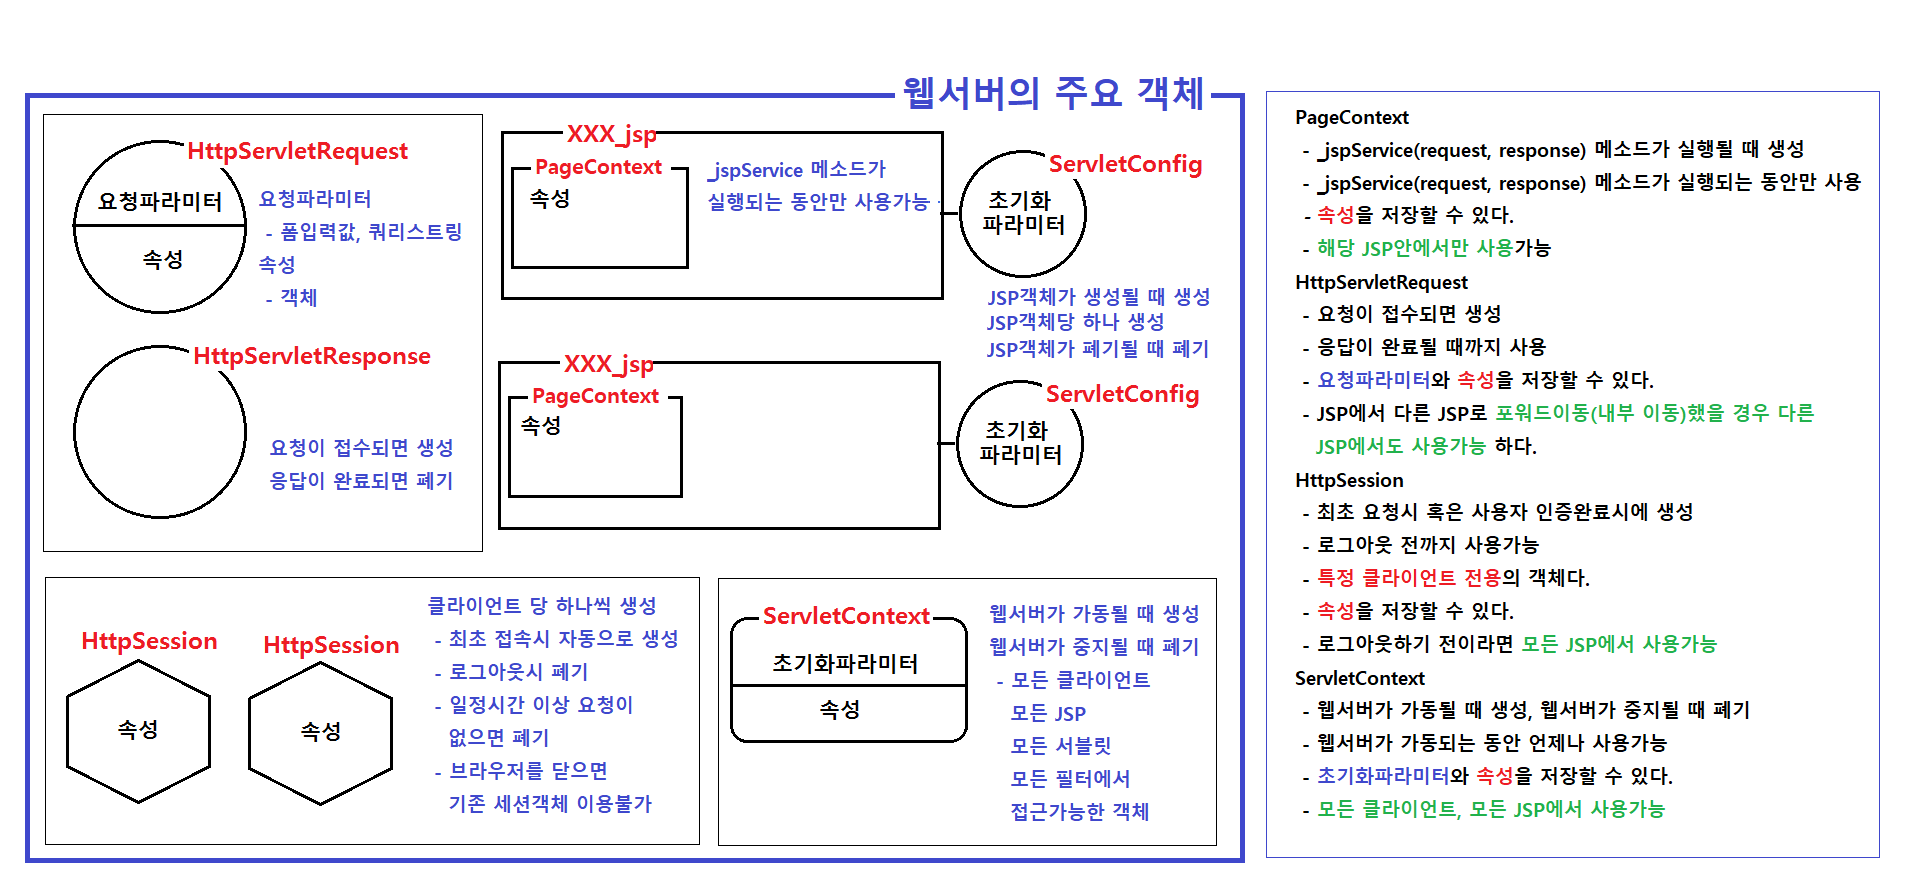 웹서버의 주요 객체
HttpServletRequest
요청파라미터
속성
요청파라미터
- 폼입력값, 쿼리스트링
속성
- 객체
HttpServletResponse
요청이 접수되면 생성
응답이 완료되면 폐기
XXX_jsp
PageContext
속성
_jspService 메소드가
실행되는 동안만 사용가능
ServletConfig
초기화
파라미터
JSP객체가 생성될 때 생성
JSP객체당 하나 생성
JSP객체가 폐기될 때 폐기
XXX_jsp
PageContext
속성
ServletConfig
초기화
파라미터
HttpSession
속성
HttpSession
속성
클라이언트 당 하나씩 생성
- 최초 접속시 자동으로 생성
- 로그아웃시 폐기
- 일정시간 이상 요청이
없으면 폐기
- 브라우저를 닫으면
기존 세션객체 이용불가
ServletContext
초기화파라미터
속성
웹서버가 가동될 때 생성
웹서버가 중지될 때 폐기
- 모든 클라이언트
모든 JSP
모든 서블릿
모든 필터에서
접근가능한 객체
PageContext
- _jspService(request, response) 메소드가 실행될 때 생성
- _jspService(request, response) 메소드가 실행되는 동안만 사용
- 속성을 저장할 수 있다.
- 해당 JSP안에서만 사용가능
HttpServletRequest
- 요청이 접수되면 생성
- 응답이 완료될 때까지 사용
- 요청파라미터와 속성을 저장할 수 있다.
- JSP에서 다른 JSP로 포워드이동(내부 이동)했을 경우 다른
JSP에서도 사용가능 하다.
HttpSession
- 최초 요청시 혹은 사용자 인증완료시에 생성
- 로그아웃 전까지 사용가능
- 특정 클라이언트 전용의 객체다.
- 속성을 저장할 수 있다.
- 로그아웃하기 전이라면 모든 JSP에서 사용가능
ServletContext
- 웹서버가 가동될 때 생성, 웹서버가 중지될 때 폐기
- 웹서버가 가동되는 동안 언제나 사용가능
- 초기화파라미터와 속성을 저장할 수 있다.
- 모든 클라이언트, 모든 JSP에서 사용가능